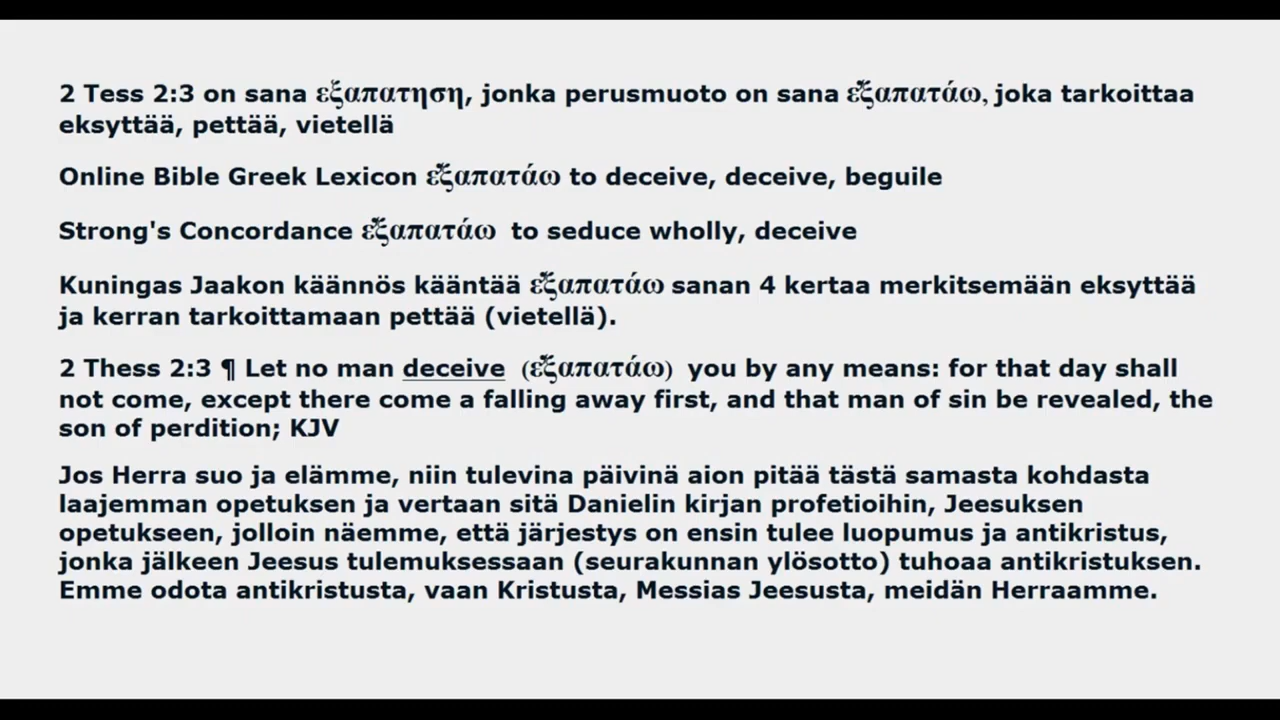 2 Tess 2:3 on sana εξαπατηση, jonka perusmuoto on sana εξαπατάω, joka tarkoittaa
eksyttää, pettää, vietellä
Online Bible Greek Lexicon εξαπατάω to deceive, deceive, beguile
Strong's Concordance εξαπατάω to seduce wholly, deceive
Kuningas Jaakon käännös kääntää εξαπατάω sanan 4 kertaa merkitsemään eksyttää
ja kerran tarkoittamaan pettää (vietellä).
2 Thess 2:3 ¶ Let no man deceive (εξαπατάω) you by any means: for that day shall
not come, except there come a falling away first, and that man of sin be revealed, the
son of perdition; KJV
Jos Herra suo ja elämme, niin tulevina päivinä aion pitää tästä samasta kohdasta
laajemman opetuksen ja vertaan sitä Danielin kirjan profetioihin, Jeesuksen
opetukseen, jolloin näemme, että järjestys on ensin tulee luopumus ja antikristus,
jonka jälkeen Jeesus tulemuksessaan (seurakunnan ylösotto) tuhoaa antikristuksen.
Emme odota antikristusta, vaan Kristusta, Messias Jeesusta, meidän Herraamme.